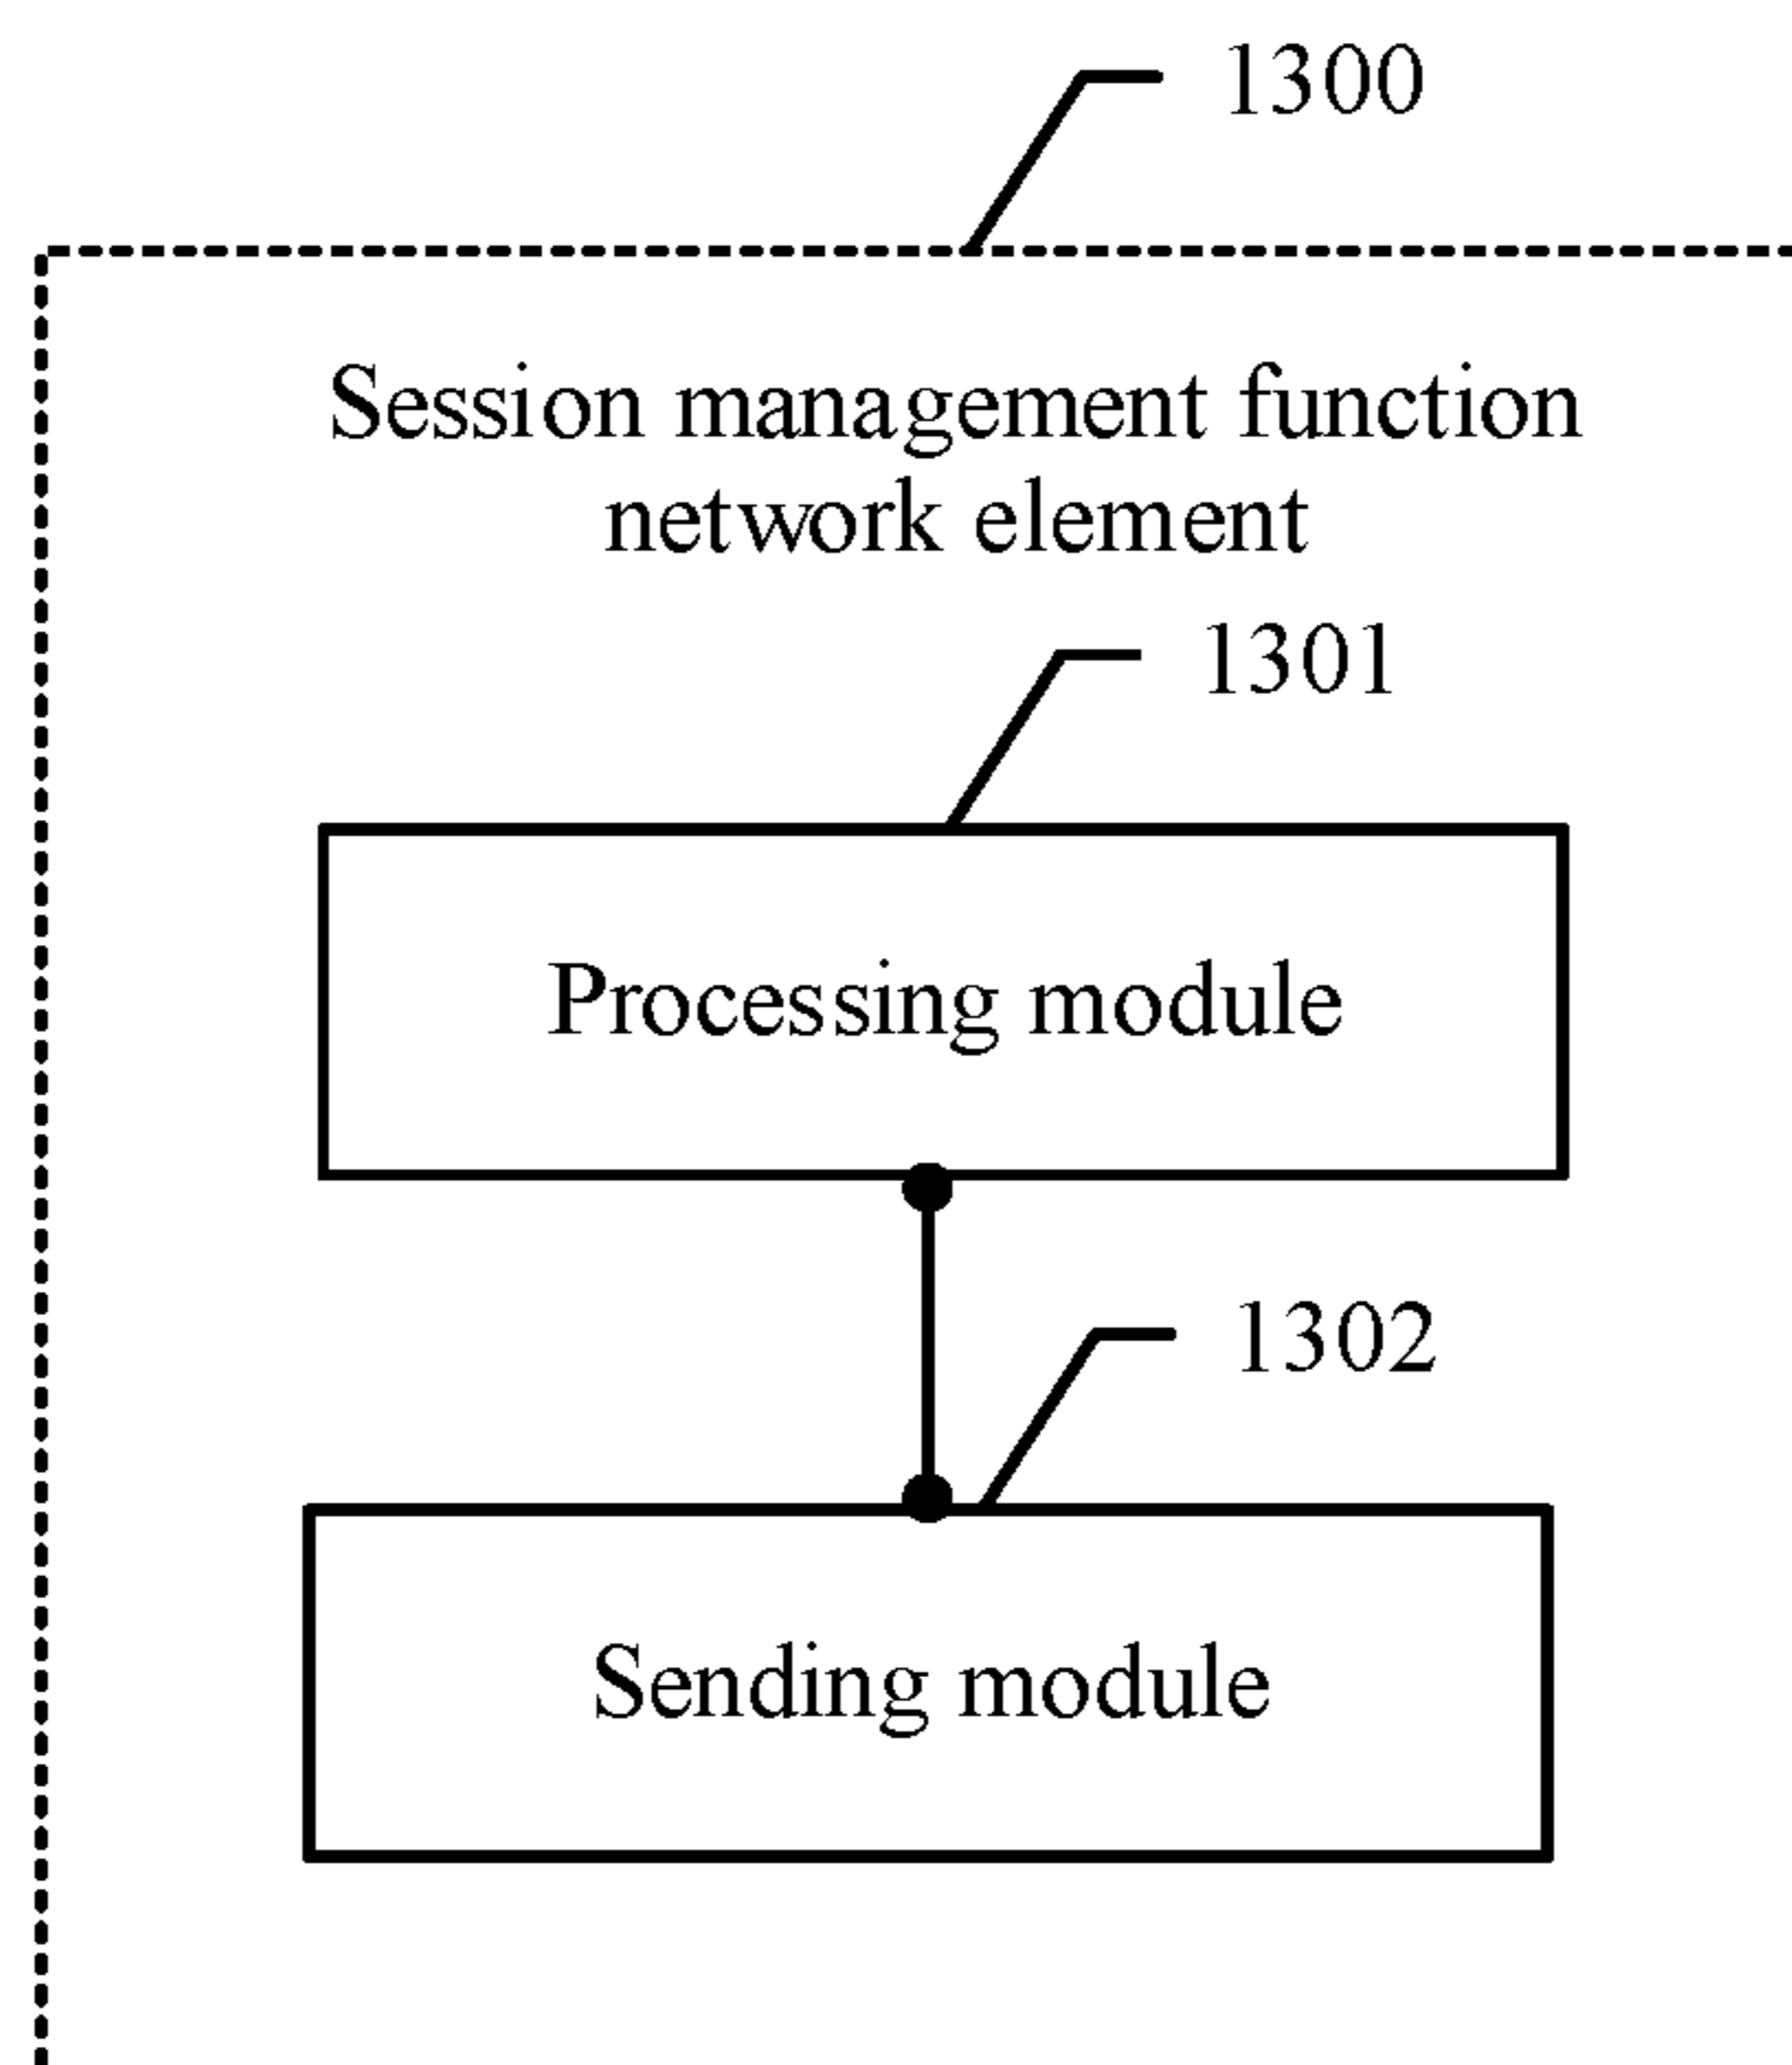 1300
Session management function
network element
1301
Processing module
1302
Sending module